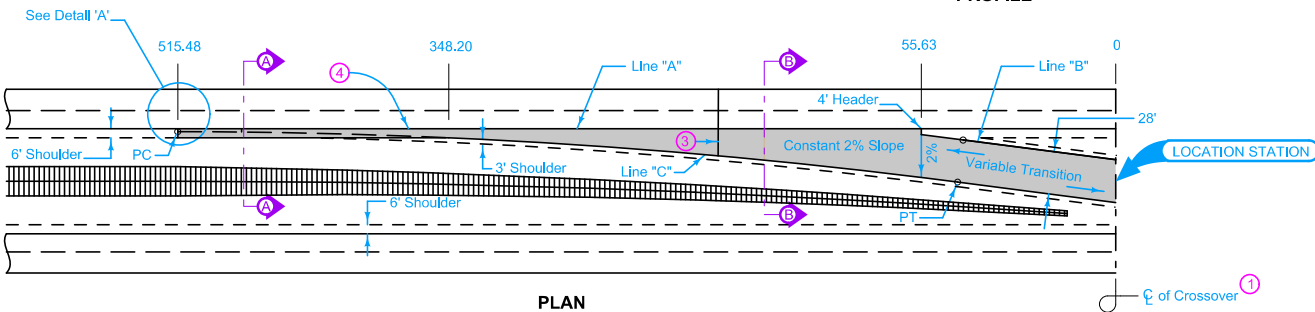 PROFILE
See Detail 'A'
515.48
348.20
55.63
0
A
B
4
Line "A"
Line "B"
4' Header
28'
3
6' Shoulder
PC
3' Shoulder
Constant 2% Slope
2%
LOCATION STATION
Line "C"
Variable Transition
6' Shoulder
A
B
PT
PLAN
℄ of Crossover
1